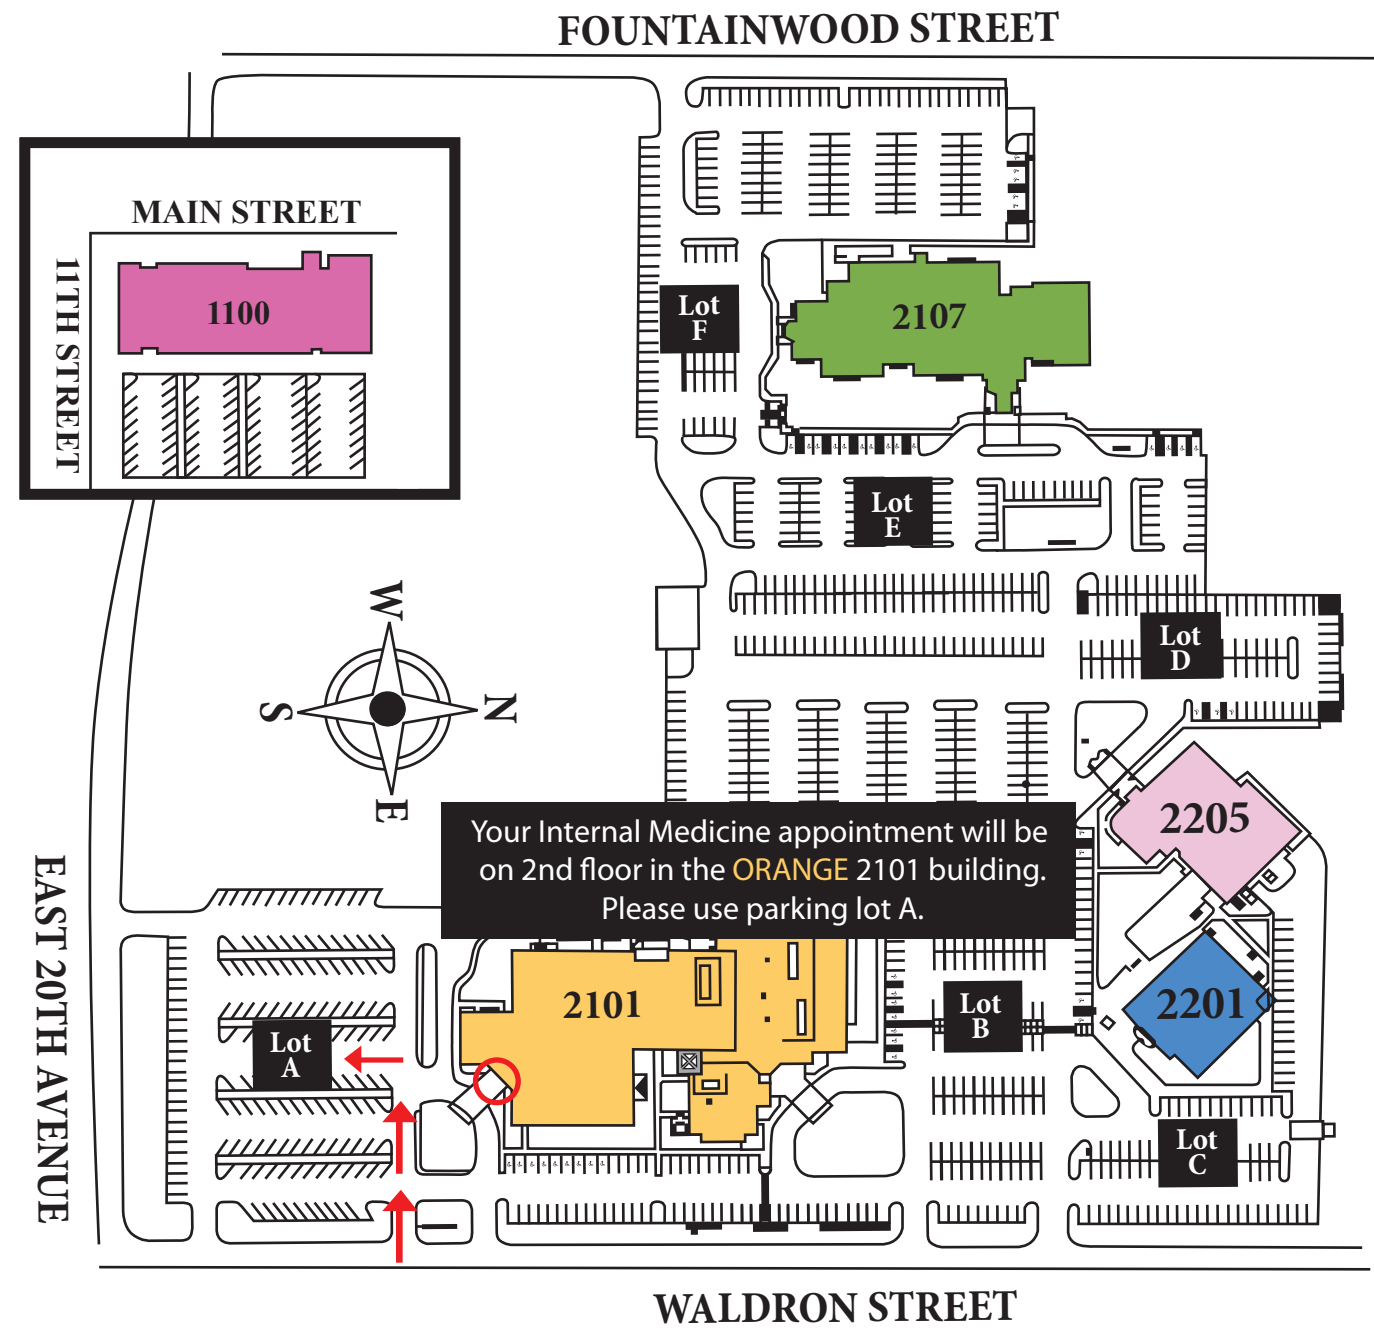 FOUNTAINWOOD STREET
MAIN STREET
11TH STREET
1100
Lot
F
2107
Lot
E
Lot
D
W
S
N
E
2205
Your Internal Medicine appointment will be
on 2nd floor in the ORANGE 2101 building.
Please use parking lot A.
EAST 20TH AVENUE
2101
Lot
A
Lot
B
2201
Lot
C
WALDRON STREET